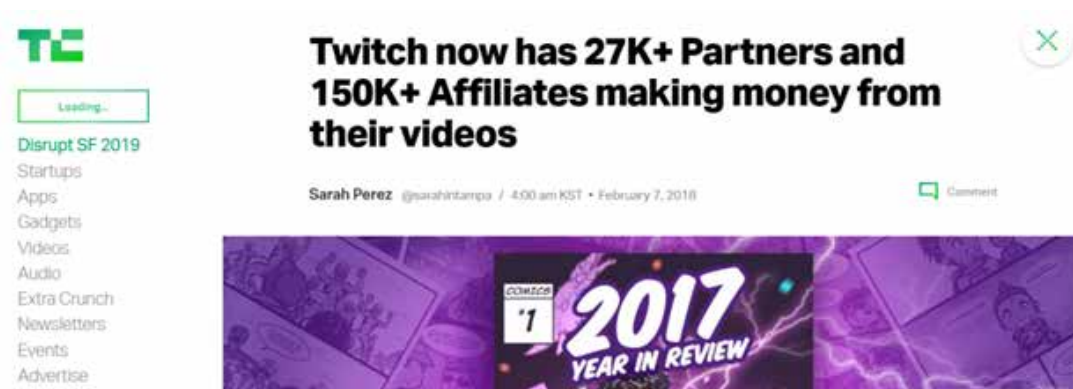 TC
Loading...
Disrupt SF 2019
Startups
Apps
Gadgets
Videos
Audio
Extra Crunch
Newsletters
Events
Advertise
Twitch now has 27K+ Partners and
150K+ Affiliates making money from
their videos
Sarah Perez @sarahintampa / 4:00 am KST • February 7, 2018
Comment
COMICS
#1
2017
YEAR IN REVIEW